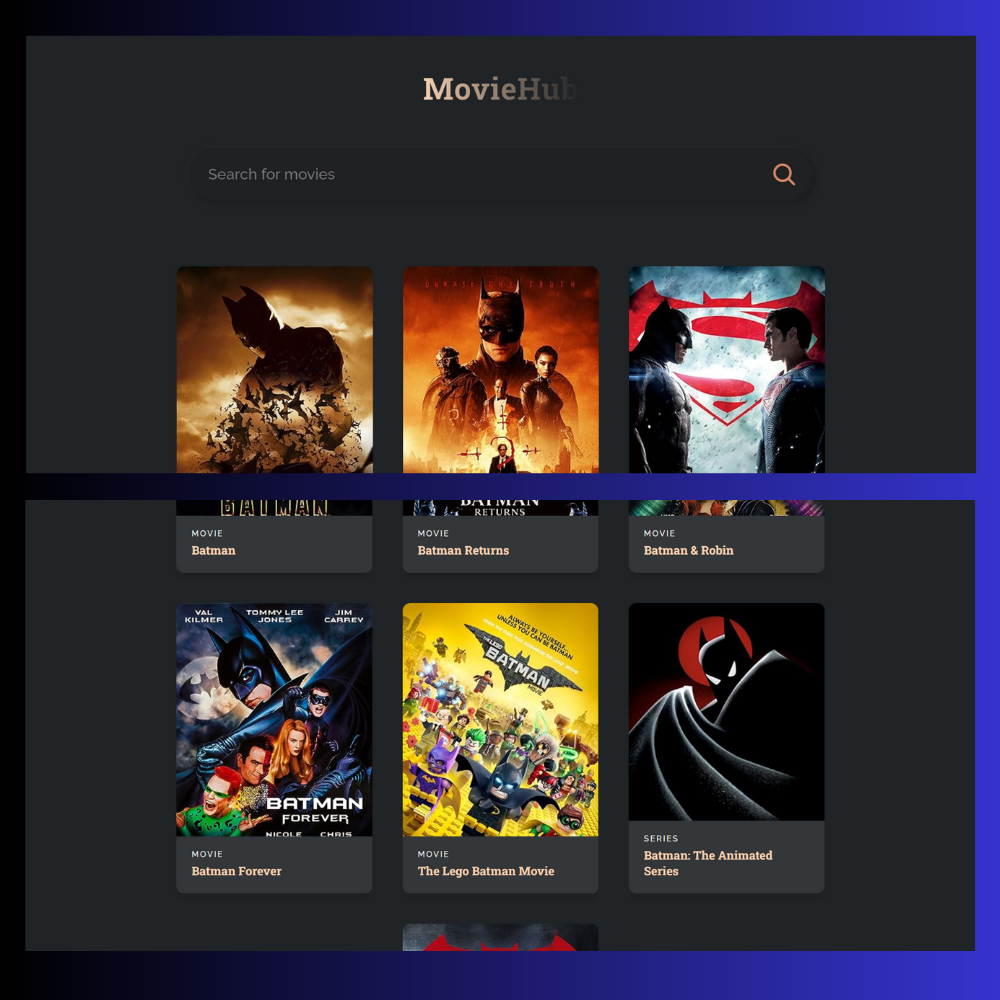 MovieHub
Search for movies
UNMASK THE TRUTH
BATMAN
BATMAN
RETURNS
MOVIE
Batman
MOVIE
Batman Returns
MOVIE
Batman & Robin
VAL
KILMER
TOMMY LEE
JONES
JIM
CARREY
BATMAN
FOREVER
NICOLE
CHRIS
ALWAYS BE YOURSELF.
UNLESS YOU CAN BE BATMAN
THE LEGO
BATMAN
MOVIE
MOVIE
Batman Forever
MOVIE
The Lego Batman Movie
SERIES
Batman: The Animated
Series